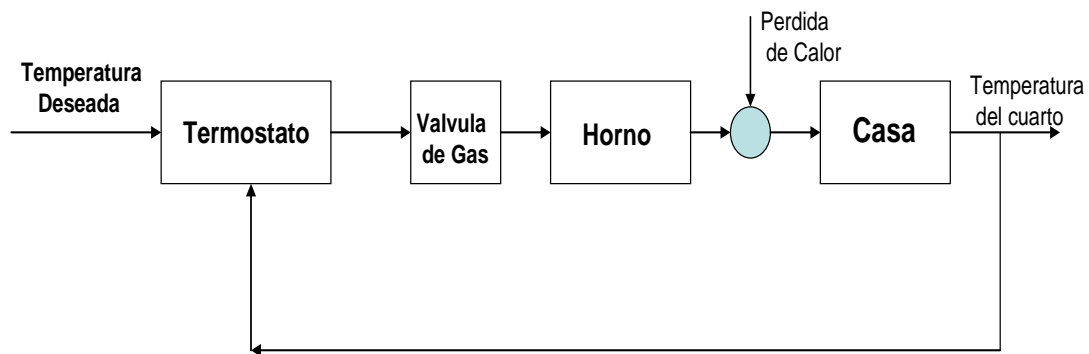 Temperatura
Deseada
Termostato
Valvula
de Gas
Horno
Perdida
de Calor
Casa
Temperatura
del cuarto